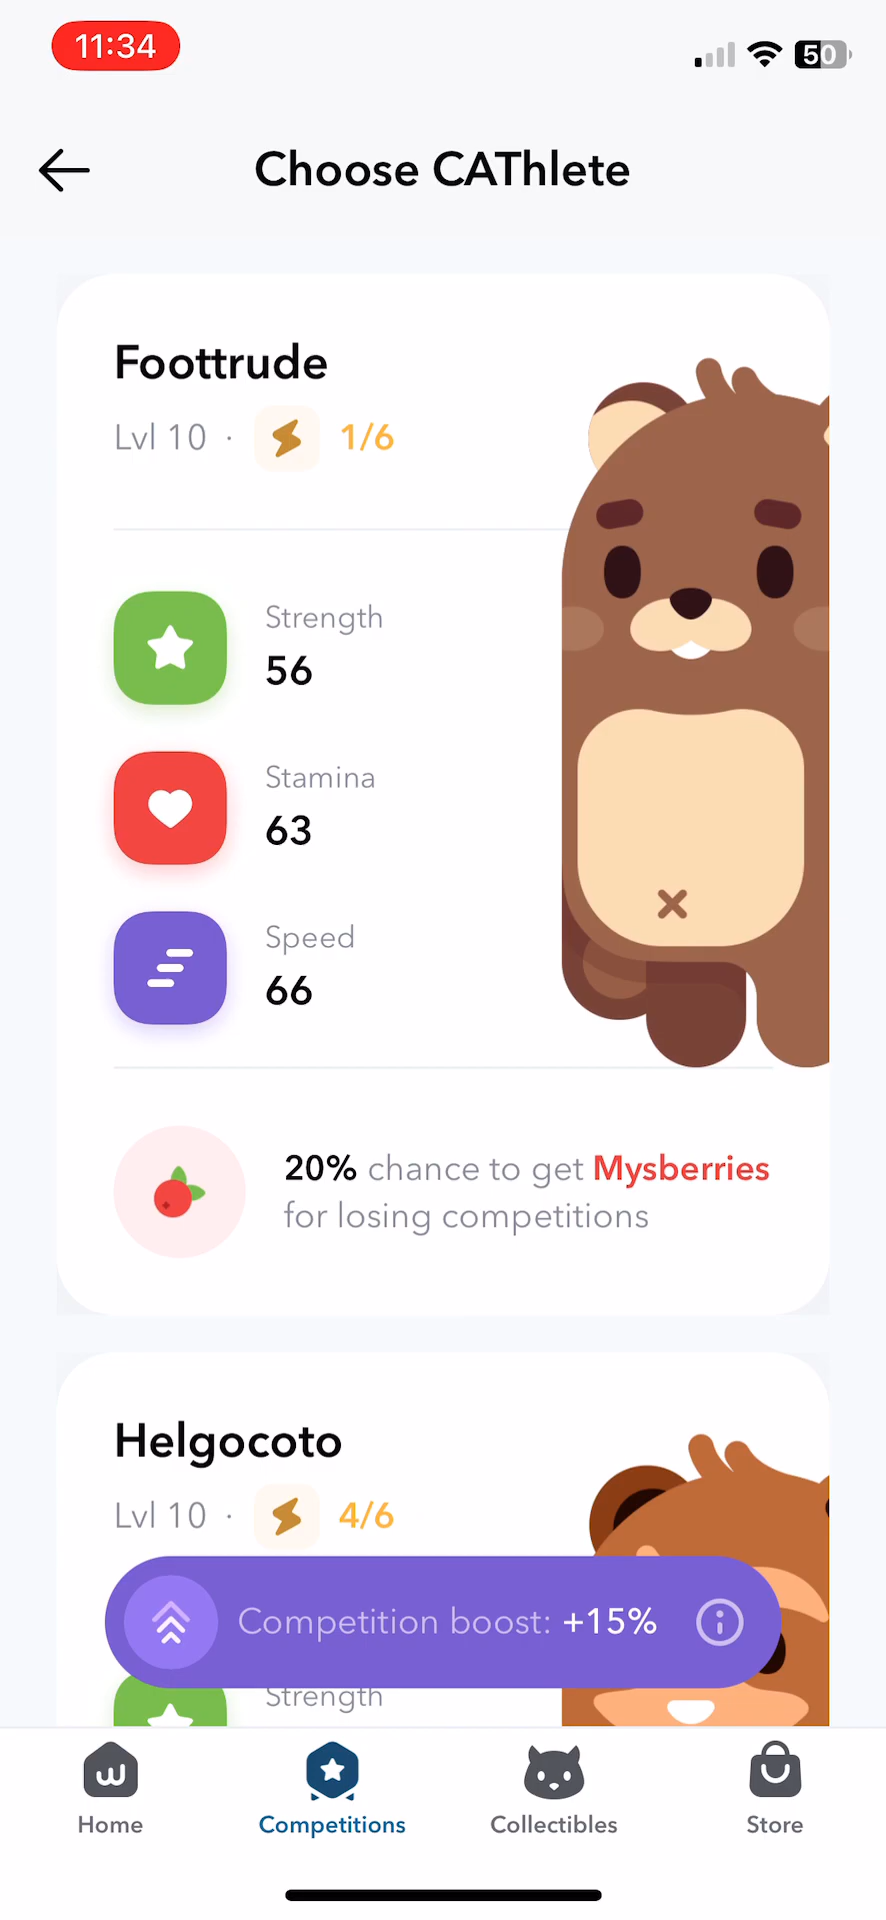 11:34
50
Choose CAThlete
Foottrude
Lvl 10 · 1/6
Strength
56
Stamina
63
Speed
66
20% chance to get Mysberries
for losing competitions
Helgocoto
Lvl 10 · 4/6
Competition boost: +15%
Strength
Home
Competitions
Collectibles
Store